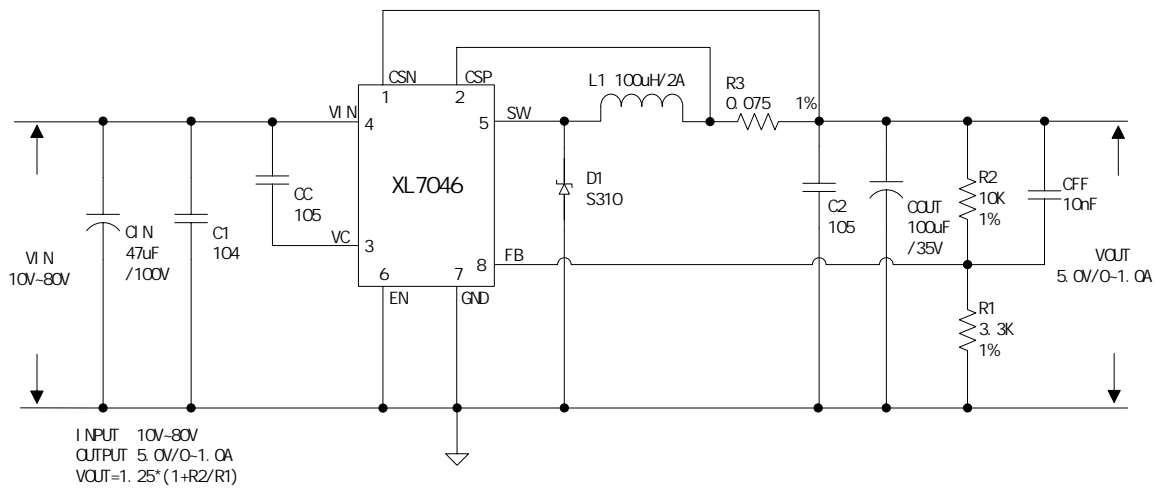 CSN
CSP
1
2
L1 100uH/2A
R3
0.075
1%
VIN
4
5
SW
XL7046
CC
105
D1
S310
R2
10K
1%
CFF
10nF
CIN
47uF
/100V
C1
104
C2
105
COUT
100uF
/35V
VC
3
8
FB
VIN
10V~80V
6
7
EN
GND
VOUT
5.0V/0~1.0A
R1
3.3K
1%
INPUT 10V~80V
OUTPUT 5.0V/0~1.0A
VOUT=1.25*(1+R2/R1)